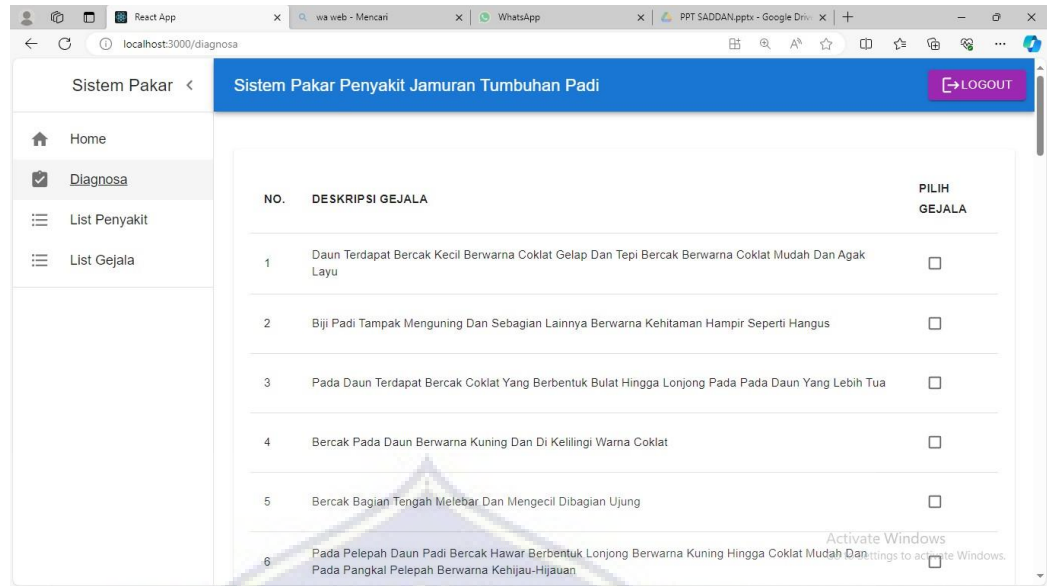 React App
wa web - Mencari
WhatsApp
PPT SADDAN.pptx - Google Driv
localhost:3000/diagnosa
Sistem Pakar
Sistem Pakar Penyakit Jamuran Tumbuhan Padi
LOGOUT
Home
Diagnosa
List Penyakit
List Gejala
NO.
DESKRIPSI GEJALA
PILIH
GEJALA
1
Daun Terdapat Bercak Kecil Berwarna Coklat Gelap Dan Tepi Bercak Berwarna Coklat Mudah Dan Agak
Layu
2
Biji Padi Tampak Menguning Dan Sebagian Lainnya Berwarna Kehitaman Hampir Seperti Hangus
3
Pada Daun Terdapat Bercak Coklat Yang Berbentuk Bulat Hingga Lonjong Pada Pada Daun Yang Lebih Tua
4
Bercak Pada Daun Berwarna Kuning Dan Di Kelilingi Warna Coklat
5
Bercak Bagian Tengah Melebar Dan Mengecil Dibagian Ujung
6
Pada Pelepah Daun Padi Bercak Hawar Berbentuk Lonjong Berwarna Kuning Hingga Coklat Mudah Dan
Pada Pangkal Pelepah Berwarna Kehijau-Hijauan
Activate Windows
ettings to activate Windows.